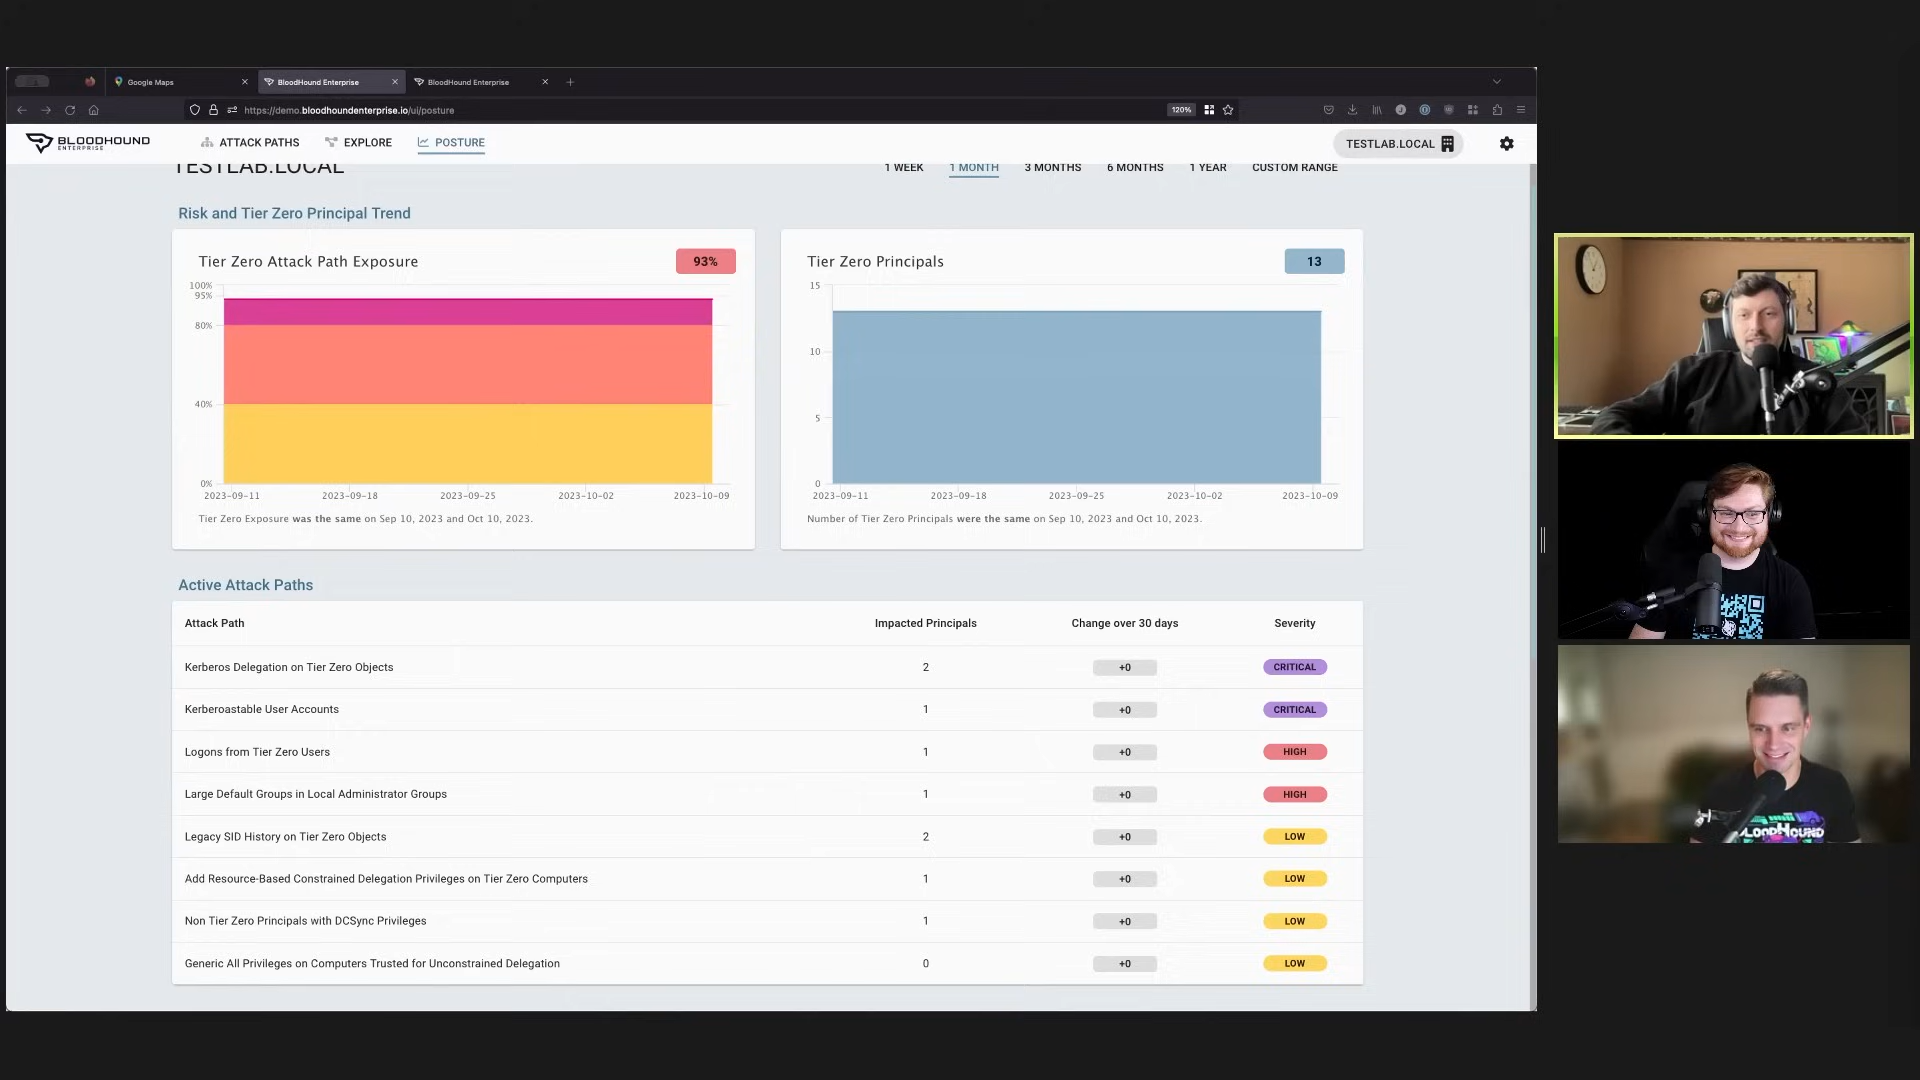 Google Maps
BloodHound Enterprise
BloodHound Enterprise
https://demo.bloodhoundenterprise.io/ui/posture
120%
BLOODHOUND
ENTERPRISE
ATTACK PATHS
EXPLORE
POSTURE
TESTLAB.LOCAL
TESTLAB.LOCAL
1 WEEK
1 MONTH
3 MONTHS
6 MONTHS
1 YEAR
CUSTOM RANGE
Risk and Tier Zero Principal Trend
Tier Zero Attack Path Exposure
93%
100%
95%
80%
40%
0%
2023-09-11
2023-09-18
2023-09-25
2023-10-02
2023-10-09
Tier Zero Exposure was the same on Sep 10, 2023 and Oct 10, 2023.
Tier Zero Principals
13
15
10
5
0
2023-09-11
2023-09-18
2023-09-25
2023-10-02
2023-10-09
Number of Tier Zero Principals were the same on Sep 10, 2023 and Oct 10, 2023.
Active Attack Paths
Attack Path Impacted Principals Change over 30 days Severity
Kerberos Delegation on Tier Zero Objects 2 +0 CRITICAL
Kerberoastable User Accounts 1 +0 CRITICAL
Logons from Tier Zero Users 1 +0 HIGH
Large Default Groups in Local Administrator Groups 1 +0 HIGH
Legacy SID History on Tier Zero Objects 2 +0 LOW
Add Resource-Based Constrained Delegation Privileges on Tier Zero Computers 1 +0 LOW
Non Tier Zero Principals with DCSync Privileges 1 +0 LOW
Generic All Privileges on Computers Trusted for Unconstrained Delegation 0 +0 LOW
BLOODHOUND